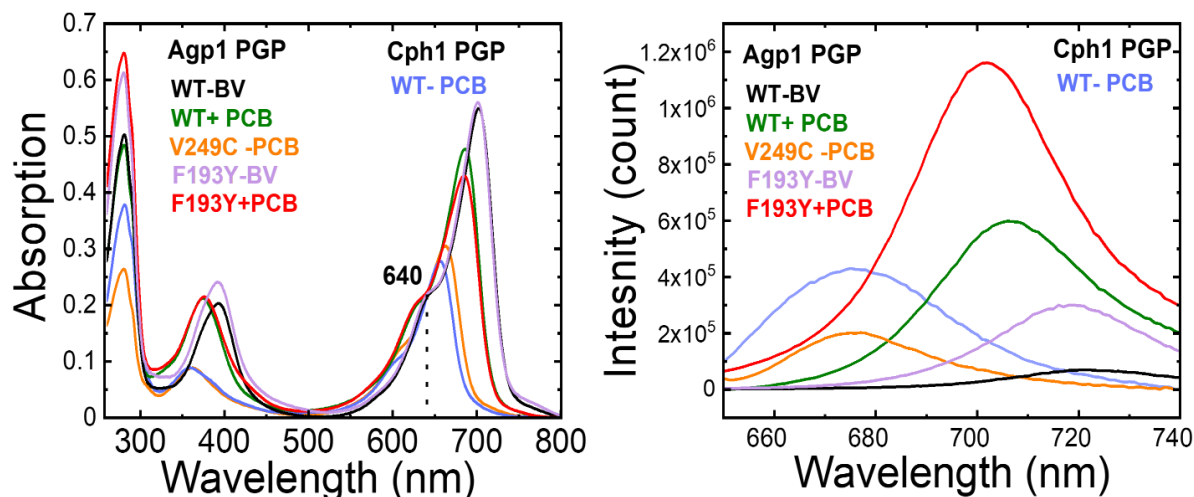 0.7
0.6
0.5
0.4
0.3
0.2
0.1
0
Absorption
300 400 500 600 700 800
Wavelength (nm)
Agp1 PGP
WT-BV
WT+ PCB
V249C -PCB
F193Y-BV
F193Y+PCB
Cph1 PGP
WT- PCB
640
1.2x10⁶
1x10⁶
8x10⁵
6x10⁵
4x10⁵
2x10⁵
0
Intesnity (count)
660 680 700 720 740
Wavelength (nm)
Agp1 PGP
WT-BV
WT+ PCB
V249C -PCB
F193Y-BV
F193Y+PCB
Cph1 PGP
WT- PCB